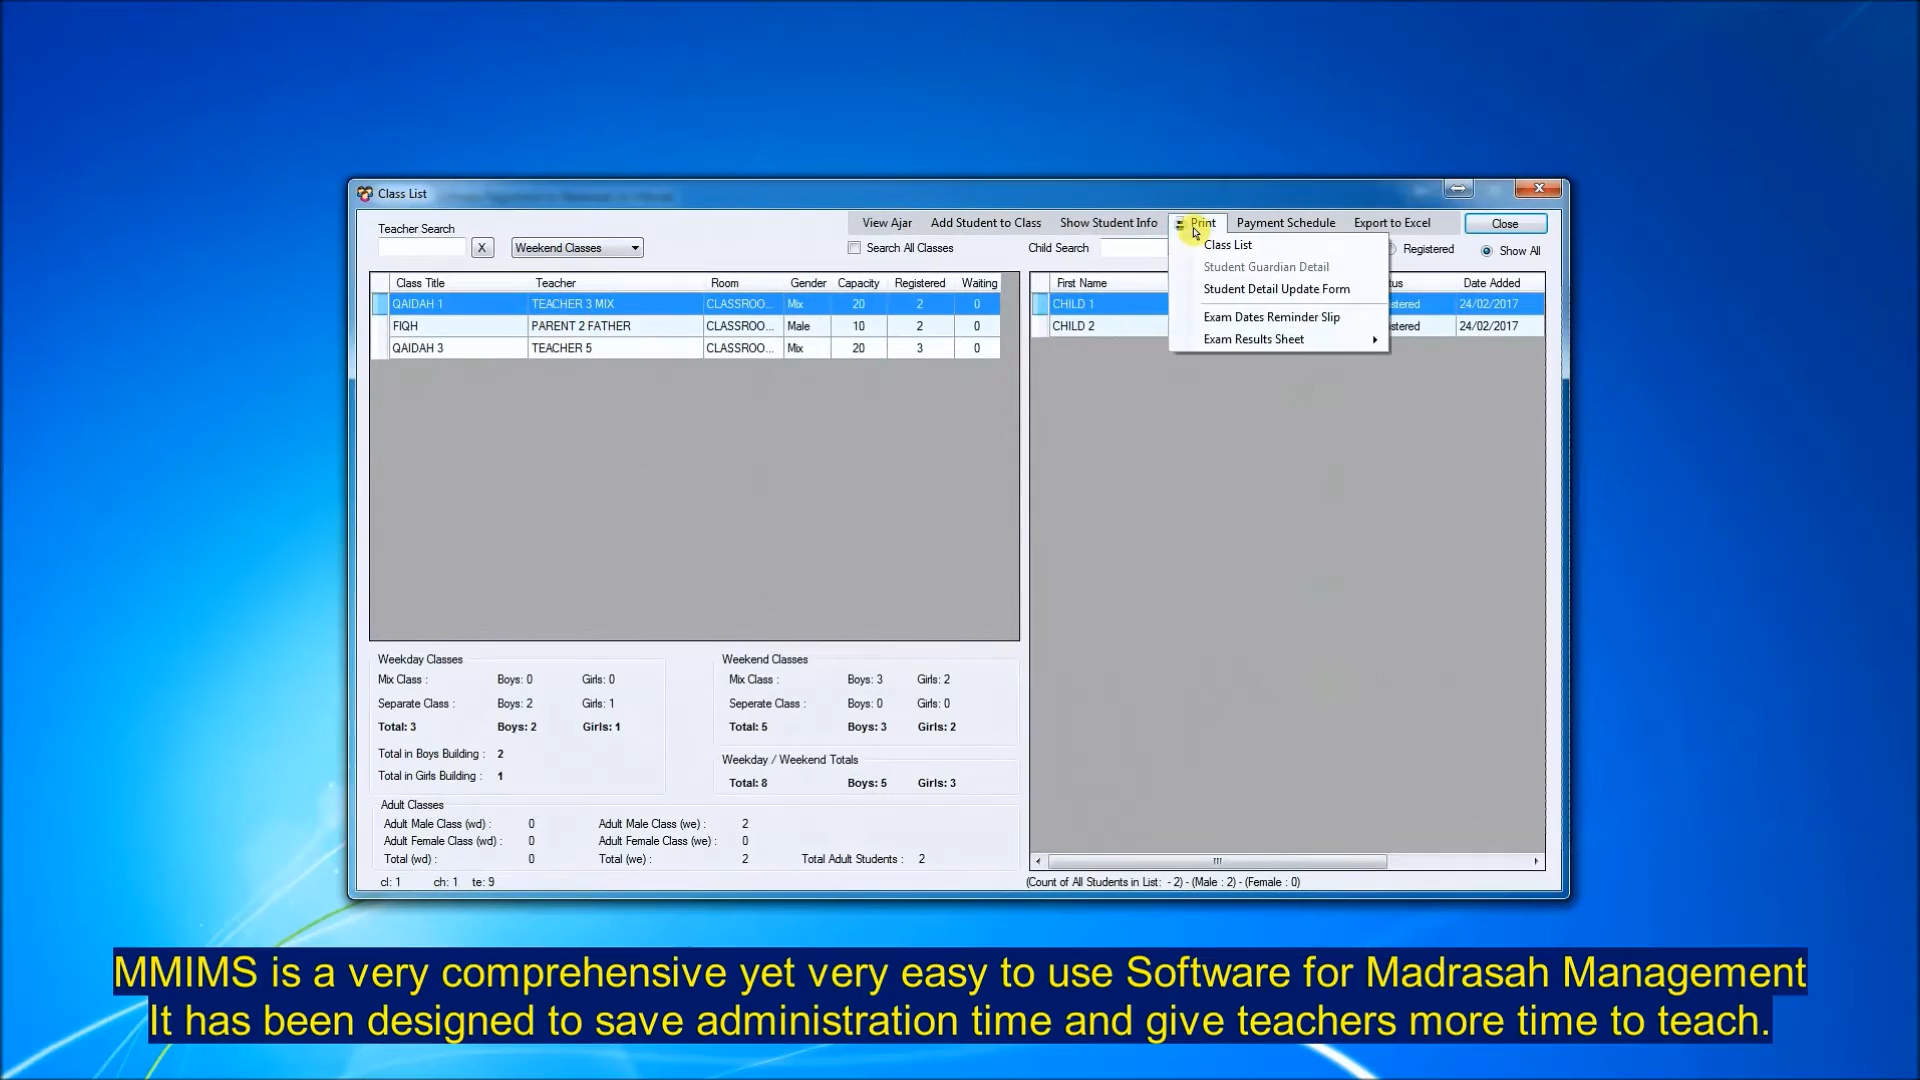 Class List
Teacher Search
X
Weekend Classes
View Ajar
Add Student to Class
Show Student Info
Print
Payment Schedule
Export to Excel
Close
Search All Classes
Child Search
Registered
Show All
Class List
Student Guardian Detail
Student Detail Update Form
Exam Dates Reminder Slip
Exam Results Sheet
Class Title Teacher Room Gender Capacity Registered Waiting
QAIDAH 1 TEACHER 3 MIX CLASSROO... Mix 20 2 0
FIQH PARENT 2 FATHER CLASSROO... Male 10 2 0
QAIDAH 3 TEACHER 5 CLASSROO... Mix 20 3 0
First Name tus Date Added
CHILD 1 stered 24/02/2017
CHILD 2 stered 24/02/2017
Weekday Classes
Mix Class : Boys: 0 Girls: 0
Separate Class : Boys: 2 Girls: 1
Total: 3 Boys: 2 Girls: 1
Total in Boys Building : 2
Total in Girls Building : 1
Weekend Classes
Mix Class : Boys: 3 Girls: 2
Seperate Class : Boys: 0 Girls: 0
Total: 5 Boys: 3 Girls: 2
Weekday / Weekend Totals
Total: 8 Boys: 5 Girls: 3
Adult Classes
Adult Male Class (wd) : 0 Adult Male Class (we) : 2
Adult Female Class (wd) : 0 Adult Female Class (we) : 0
Total (wd) : 0 Total (we) : 2 Total Adult Students : 2
cl: 1 ch: 1 te: 9
(Count of All Students in List: - 2) - (Male : 2) - (Female : 0)
MMIMS is a very comprehensive yet very easy to use Software for Madrasah Management
It has been designed to save administration time and give teachers more time to teach.